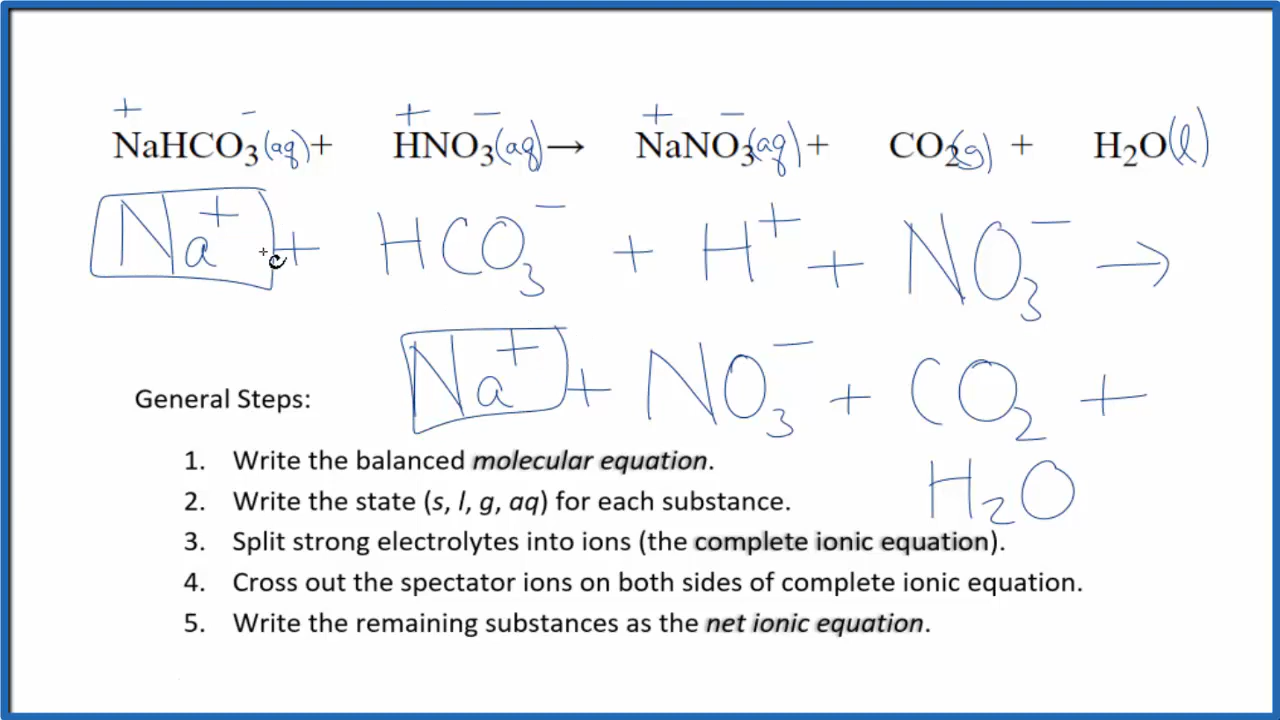 + - + - + -
NaHCO₃(aq)+ HNO₃(aq)→ NaNO₃(aq)+ CO₂(g) + H₂O(l)
Na⁺ + HCO₃⁻ + H⁺ + NO₃⁻ →
Na⁺ + NO₃⁻ + CO₂ +
H₂O
General Steps:
1. Write the balanced molecular equation.
2. Write the state (s, l, g, aq) for each substance.
3. Split strong electrolytes into ions (the complete ionic equation).
4. Cross out the spectator ions on both sides of complete ionic equation.
5. Write the remaining substances as the net ionic equation.